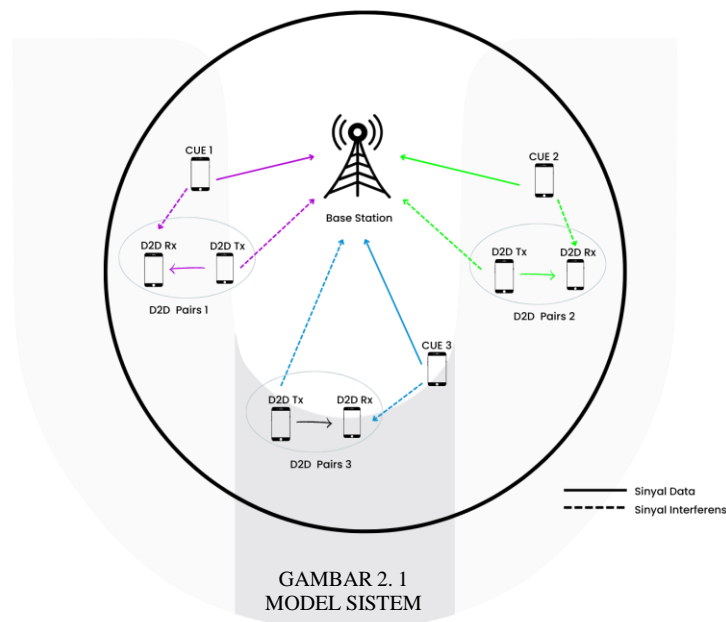 CUE 1
CUE 2
Base Station
D2D Rx
D2D Tx
D2D Pairs 1
D2D Tx
D2D Rx
D2D Pairs 2
CUE 3
D2D Tx
D2D Rx
D2D Pairs 3
Sinyal Data
Sinyal Interferens
GAMBAR 2. 1
MODEL SISTEM